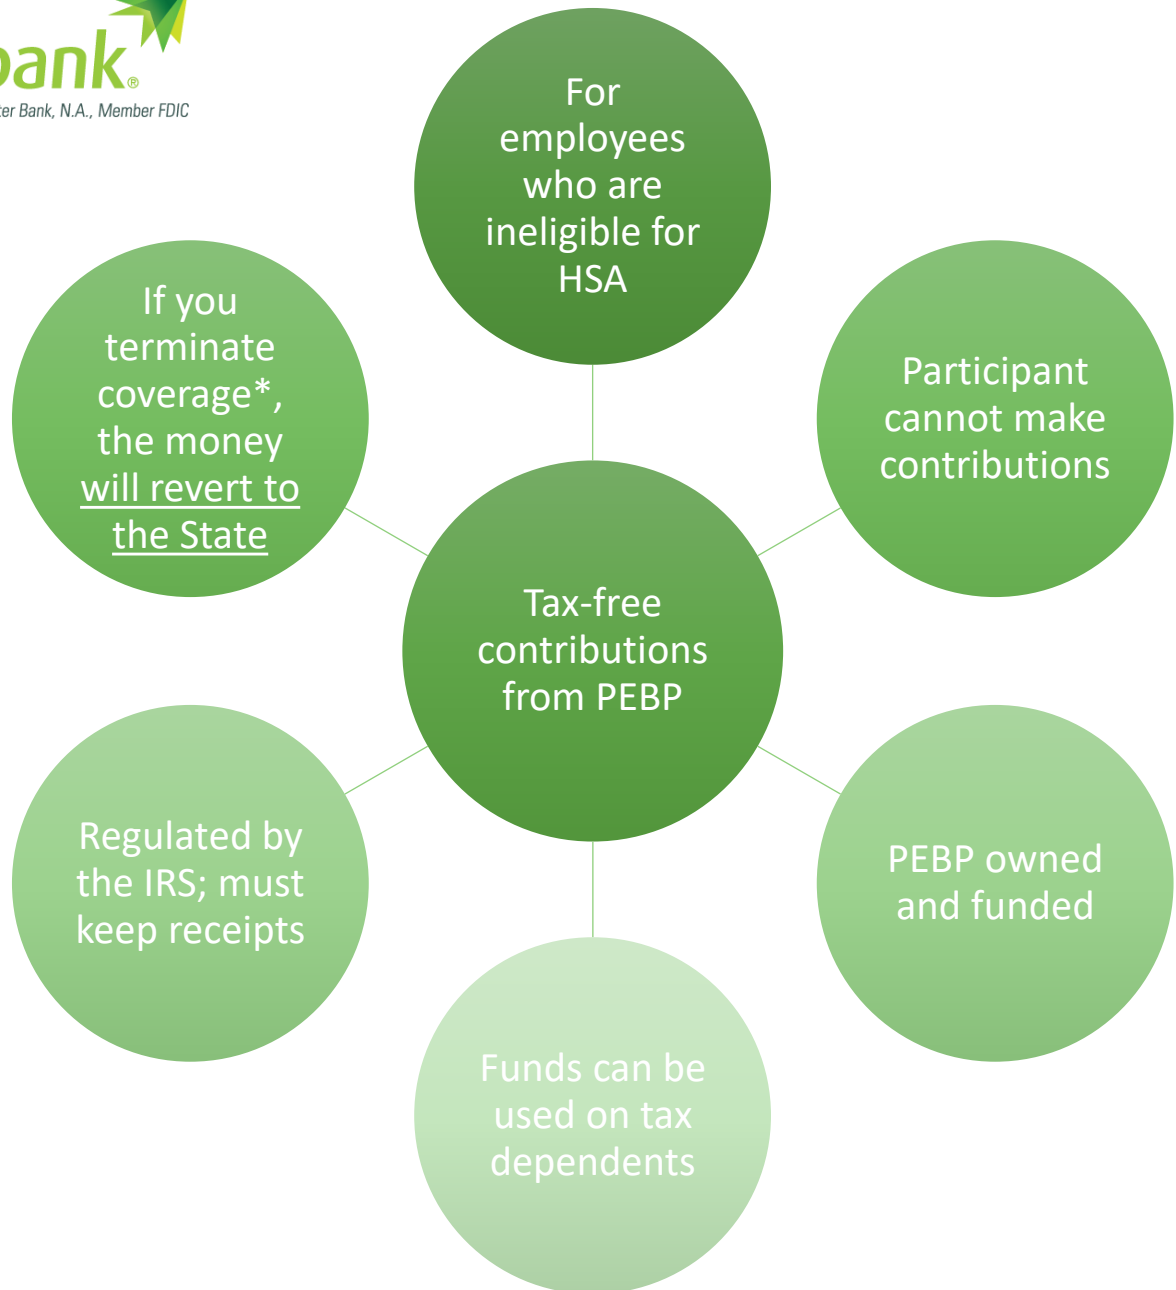 bank®
ter Bank, N.A., Member FDIC
For
employees
who are
ineligible for
HSA
Participant
cannot make
contributions
PEBP owned
and funded
Funds can be
used on tax
dependents
Regulated by
the IRS; must
keep receipts
If you
terminate
coverage*,
the money
will revert to
the State
Tax-free
contributions
from PEBP